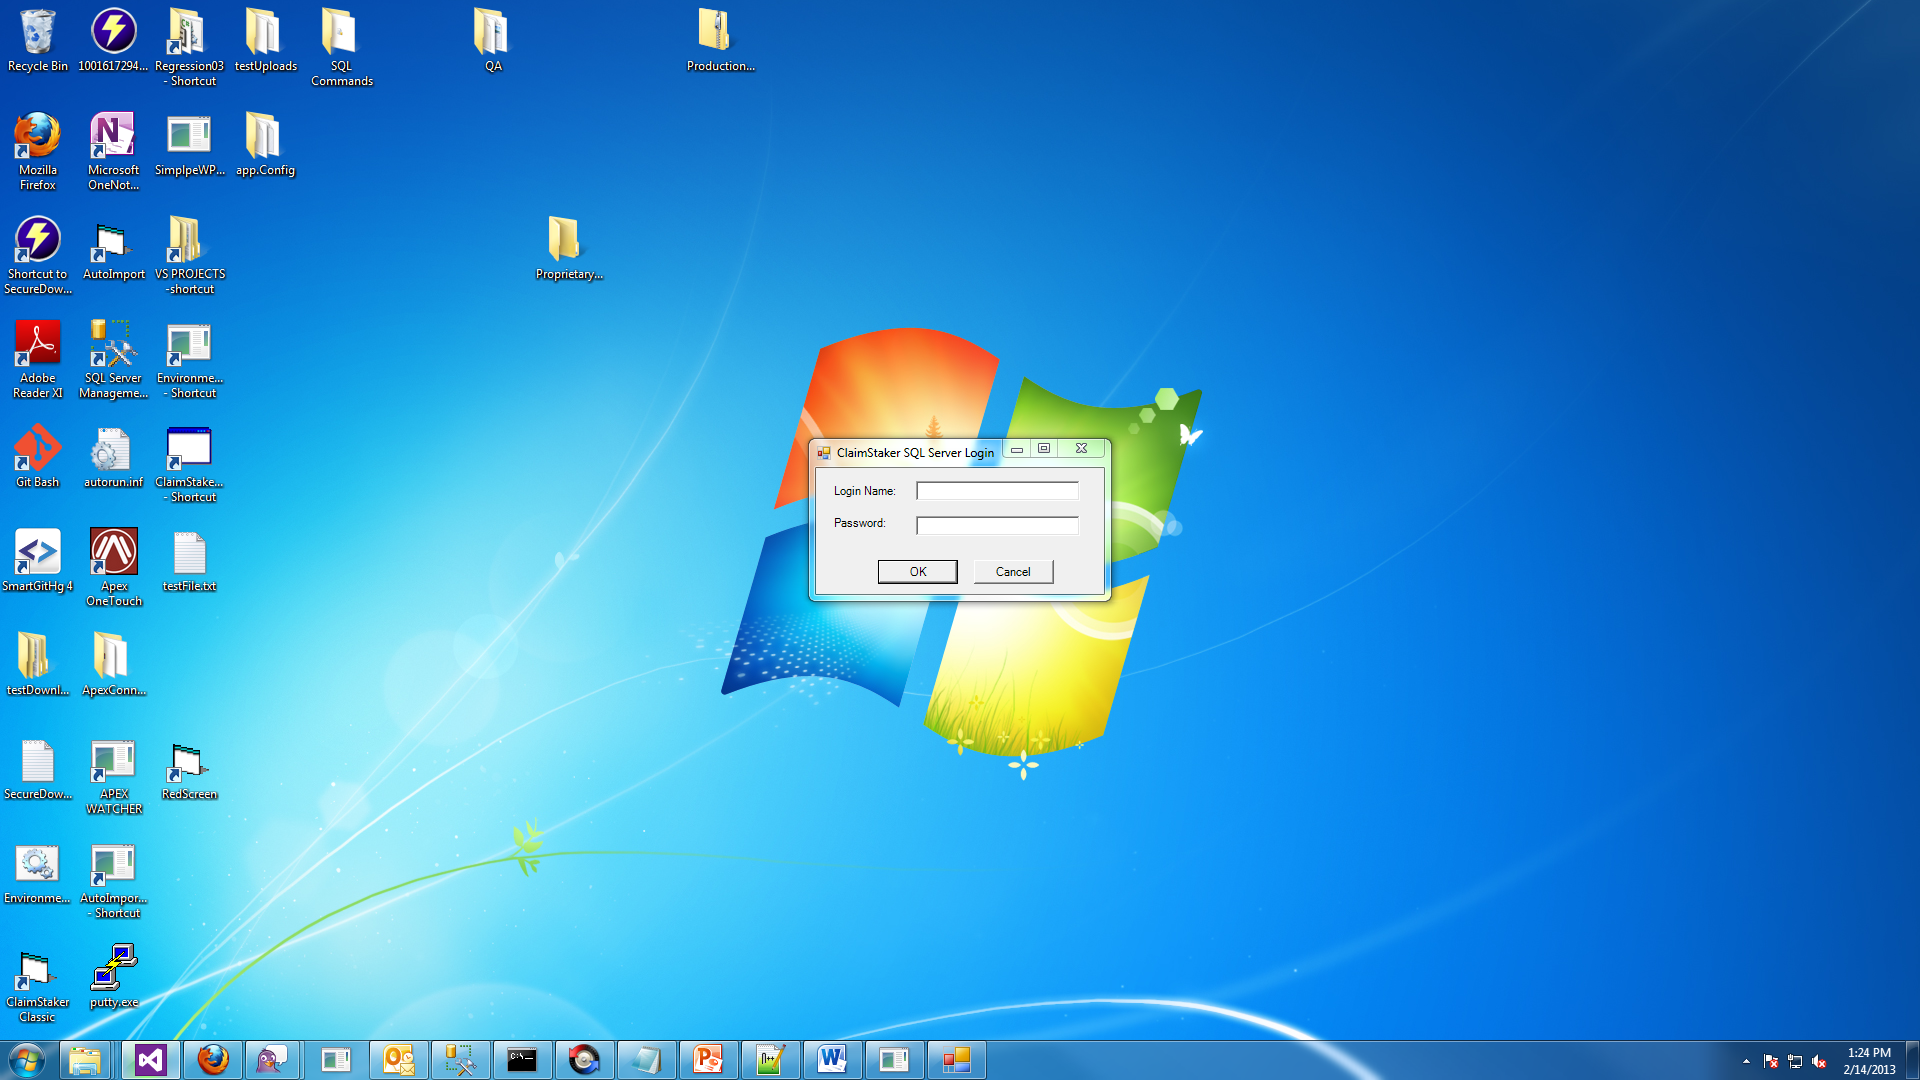 Recycle Bin
1001617294...
Regression03
- Shortcut
testUploads
SQL
Commands
QA
Production...
Mozilla
Firefox
Microsoft
OneNot...
SimplpeWP...
app.Config
Shortcut to
SecureDow...
AutoImport
VS PROJECTS
-shortcut
Proprietary...
Adobe
Reader XI
SQL Server
Manageme...
Environme...
- Shortcut
ClaimStaker SQL Server Login
Login Name:
Password:
OK
Cancel
Git Bash
autorun.inf
ClaimStake...
- Shortcut
SmartGitHg 4
Apex
OneTouch
testFile.txt
testDownl...
ApexConn...
SecureDow...
APEX
WATCHER
RedScreen
Environme...
AutoImpor...
- Shortcut
ClaimStaker
Classic
putty.exe
1:24 PM
2/14/2013